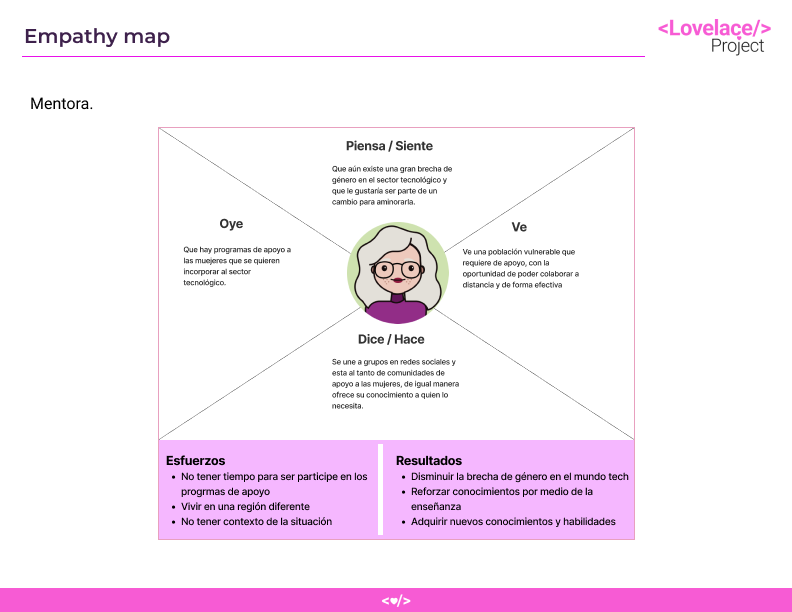 Empathy map
<Lovelace/>
Project
Mentora.
Piensa / Siente
Que aún existe una gran brecha de
género en el sector tecnológico y
que le gustaría ser parte de un
cambio para aminorarla.
Oye
Que hay programas de apoyo a
las muejeres que se quieren
incorporar al sector
tecnológico.
Ve
Ve una población vulnerable que
requiere de apoyo, con la
oportunidad de poder colaborar a
distancia y de forma efectiva
Dice / Hace
Se une a grupos en redes sociales y
esta al tanto de comunidades de
apoyo a las mujeres, de igual manera
ofrece su conocimiento a quien lo
necesita.
Esfuerzos
• No tener tiempo para ser participe en los
progrmas de apoyo
• Vivir en una región diferente
• No tener contexto de la situación
Resultados
• Disminuir la brecha de género en el mundo tech
• Reforzar conocimientos por medio de la
enseñanza
• Adquirir nuevos conocimientos y habilidades
<♥/>